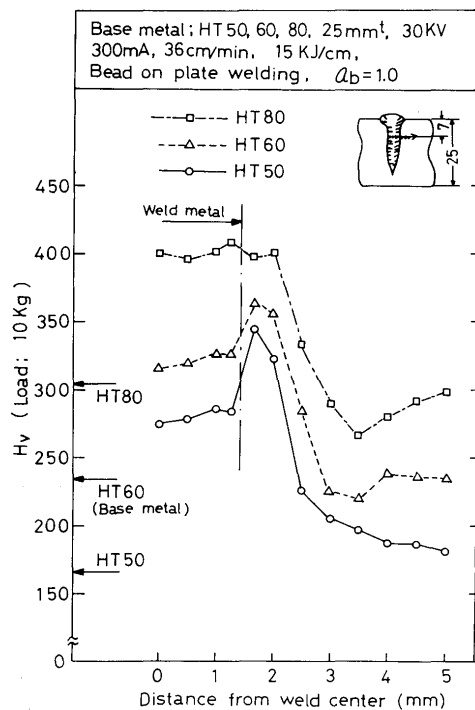 Base metal; HT50, 60, 80, 25mmᵗ, 30KV
300mA, 36cm/min, 15 KJ/cm,
Bead on plate welding, ab=1.0
HT80
HT60
HT50
7
25
Weld metal
450
400
350
300
250
200
150
0
Hv (Load; 10Kg)
HT80
HT60
(Base metal)
HT50
0 1 2 3 4 5
Distance from weld center (mm)